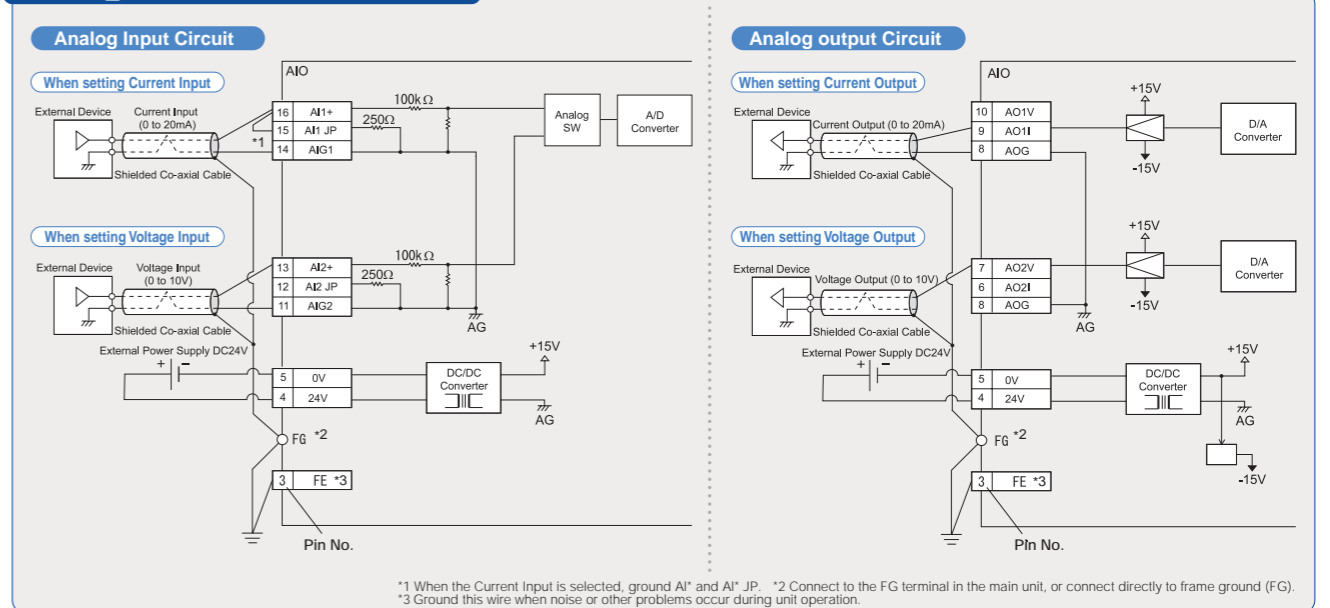 Analog Input Circuit
When setting Current Input
AIO
External Device
Current Input
(0 to 20mA)
Shielded Co-axial Cable
*1
16 AI1+
15 AI1 JP
14 AIG1
100kΩ
250Ω
Analog
SW
A/D
Converter
When setting Voltage Input
External Device
Voltage Input
(0 to 10V)
Shielded Co-axial Cable
13 AI2+
12 AI2 JP
11 AIG2
100kΩ
250Ω
AG
External Power Supply DC24V
+ −
5 0V
4 24V
DC/DC
Converter
+15V
AG
FG *2
3 FE *3
Pin No.
Analog output Circuit
When setting Current Output
AIO
External Device
Current Output (0 to 20mA)
Shielded Co-axial Cable
10 AO1V
9 AO1I
8 AOG
+15V
-15V
D/A
Converter
When setting Voltage Output
External Device
Voltage Output (0 to 10V)
Shielded Co-axial Cable
7 AO2V
6 AO2I
8 AOG
+15V
-15V
D/A
Converter
AG
External Power Supply DC24V
+ −
5 0V
4 24V
DC/DC
Converter
+15V
AG
-15V
FG *2
3 FE *3
Pin No.
*1 When the Current Input is selected, ground AI* and AI* JP. *2 Connect to the FG terminal in the main unit, or connect directly to frame ground (FG).
*3 Ground this wire when noise or other problems occur during unit operation.